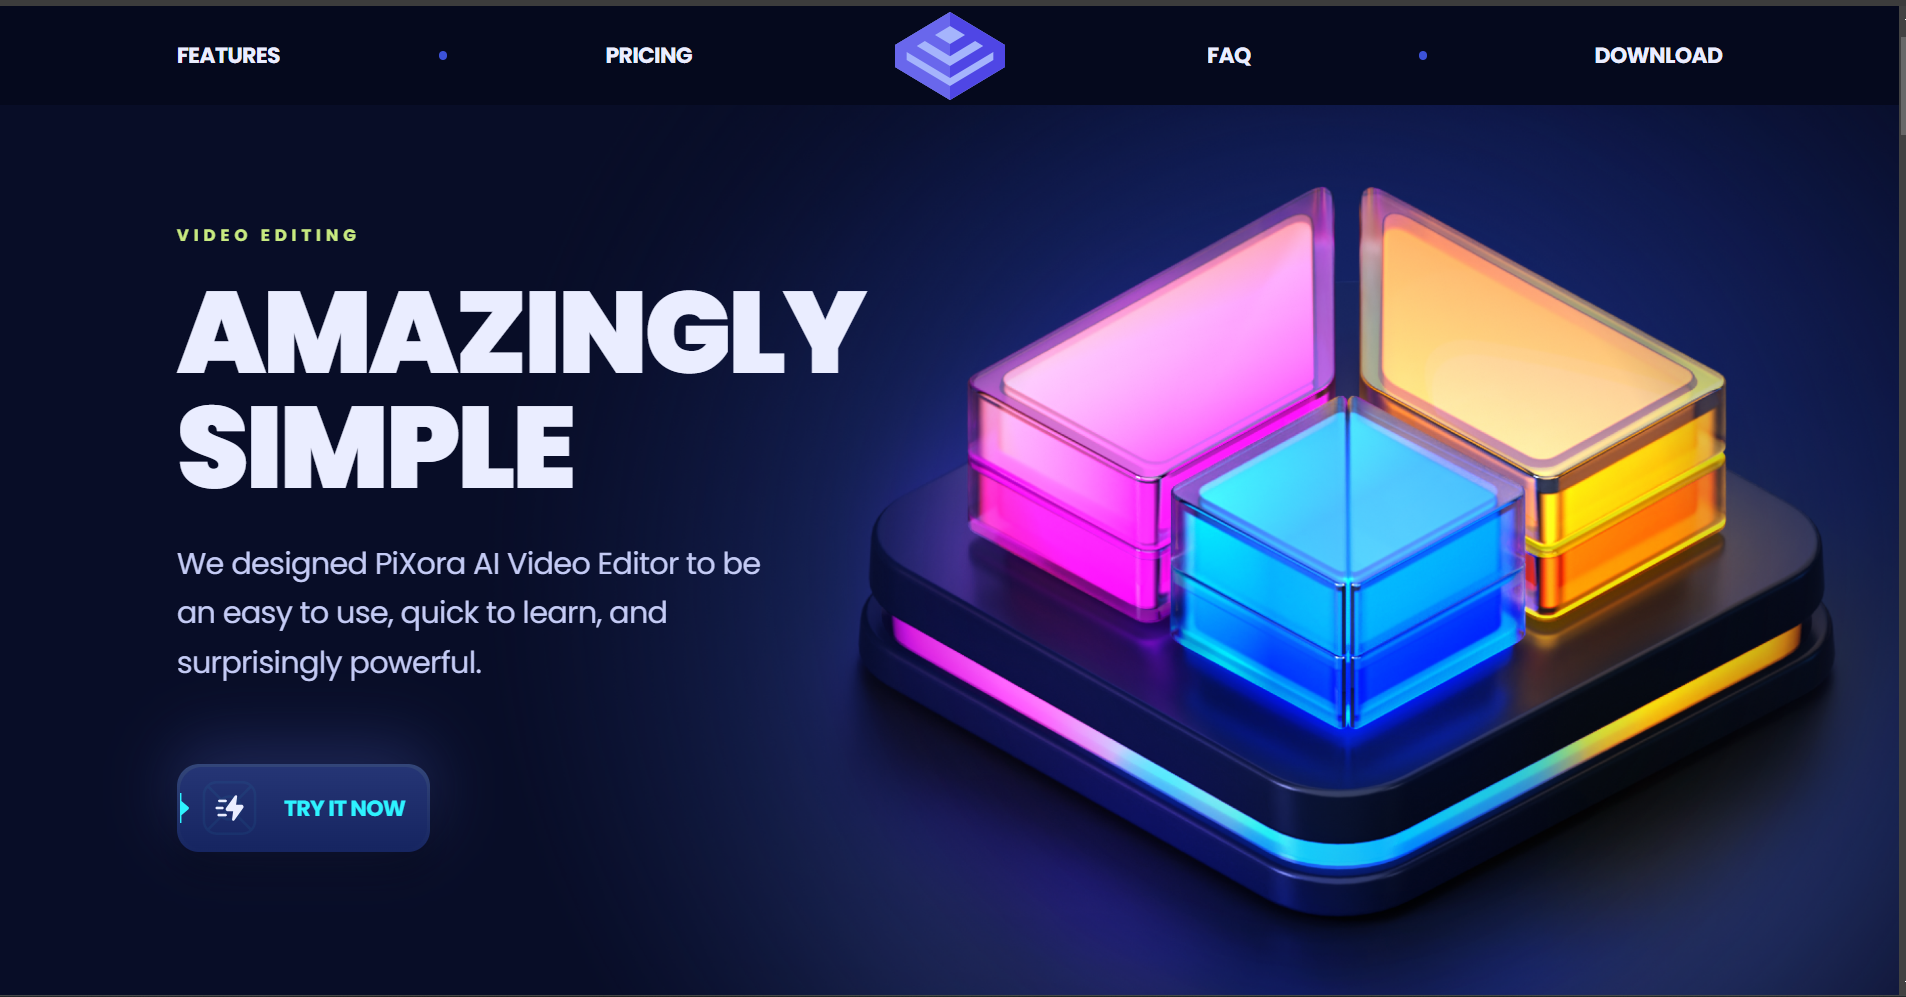 FEATURES
PRICING
FAQ
DOWNLOAD
VIDEO EDITING
AMAZINGLY
SIMPLE
We designed PiXora AI Video Editor to be
an easy to use, quick to learn, and
surprisingly powerful.
TRY IT NOW